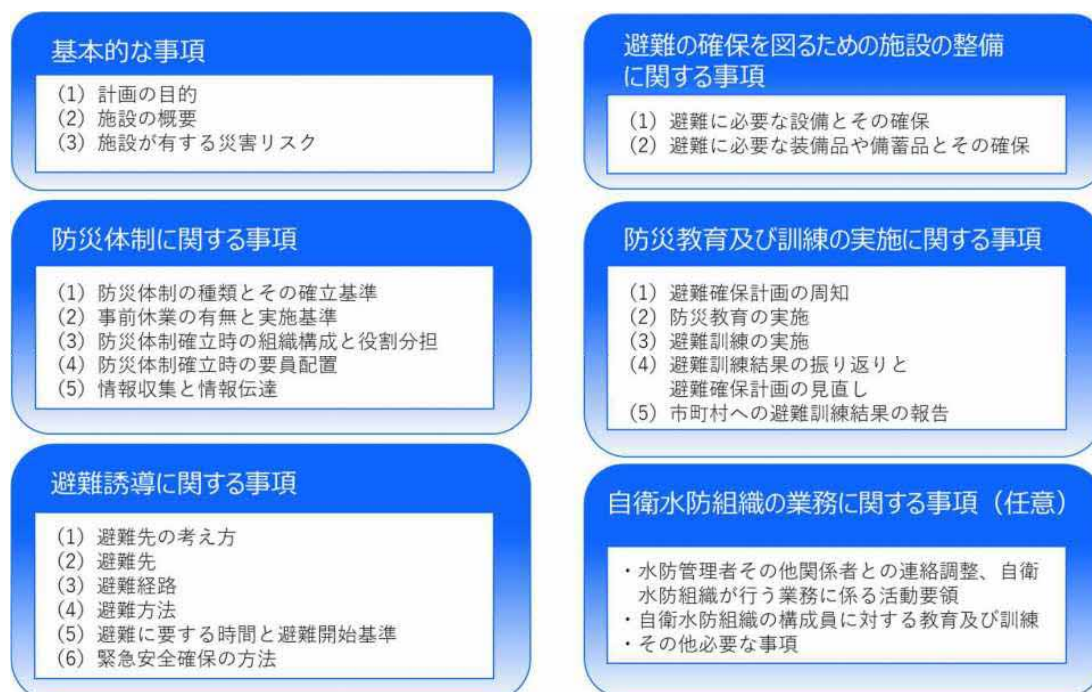 基本的な事項
(1) 計画の目的
(2) 施設の概要
(3) 施設が有する災害リスク
防災体制に関する事項
(1) 防災体制の種類とその確立基準
(2) 事前休業の有無と実施基準
(3) 防災体制確立時の組織構成と役割分担
(4) 防災体制確立時の要員配置
(5) 情報収集と情報伝達
避難誘導に関する事項
(1) 避難先の考え方
(2) 避難先
(3) 避難経路
(4) 避難方法
(5) 避難に要する時間と避難開始基準
(6) 緊急安全確保の方法
避難の確保を図るための施設の整備
に関する事項
(1) 避難に必要な設備とその確保
(2) 避難に必要な装備品や備蓄品とその確保
防災教育及び訓練の実施に関する事項
(1) 避難確保計画の周知
(2) 防災教育の実施
(3) 避難訓練の実施
(4) 避難訓練結果の振り返りと
避難確保計画の見直し
(5) 市町村への避難訓練結果の報告
自衛水防組織の業務に関する事項（任意）
・水防管理者その他関係者との連絡調整、自衛
水防組織が行う業務に係る活動要領
・自衛水防組織の構成員に対する教育及び訓練
・その他必要な事項